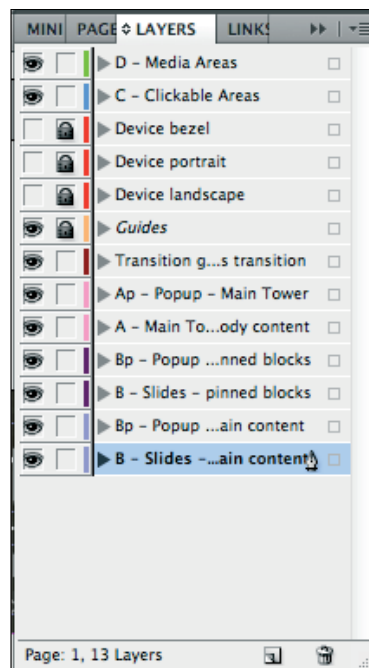 MINI PAGE LAYERS LINKS
D – Media Areas
C – Clickable Areas
Device bezel
Device portrait
Device landscape
Guides
Transition g...s transition
Ap – Popup – Main Tower
A – Main To...ody content
Bp – Popup ...nned blocks
B – Slides – pinned blocks
Bp – Popup ...ain content
B – Slides –...ain content
Page: 1, 13 Layers